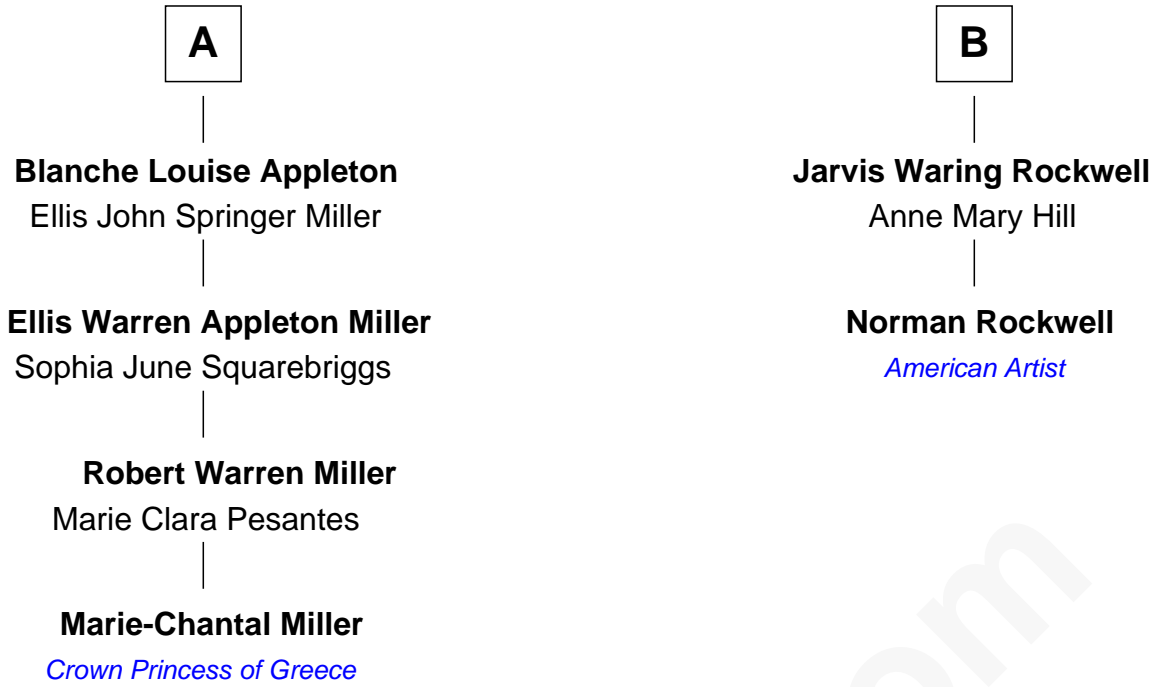 A
Blanche Louise Appleton
Ellis John Springer Miller
Ellis Warren Appleton Miller
Sophia June Squarebriggs
Robert Warren Miller
Marie Clara Pesantes
Marie-Chantal Miller
Crown Princess of Greece
B
Jarvis Waring Rockwell
Anne Mary Hill
Norman Rockwell
American Artist
om